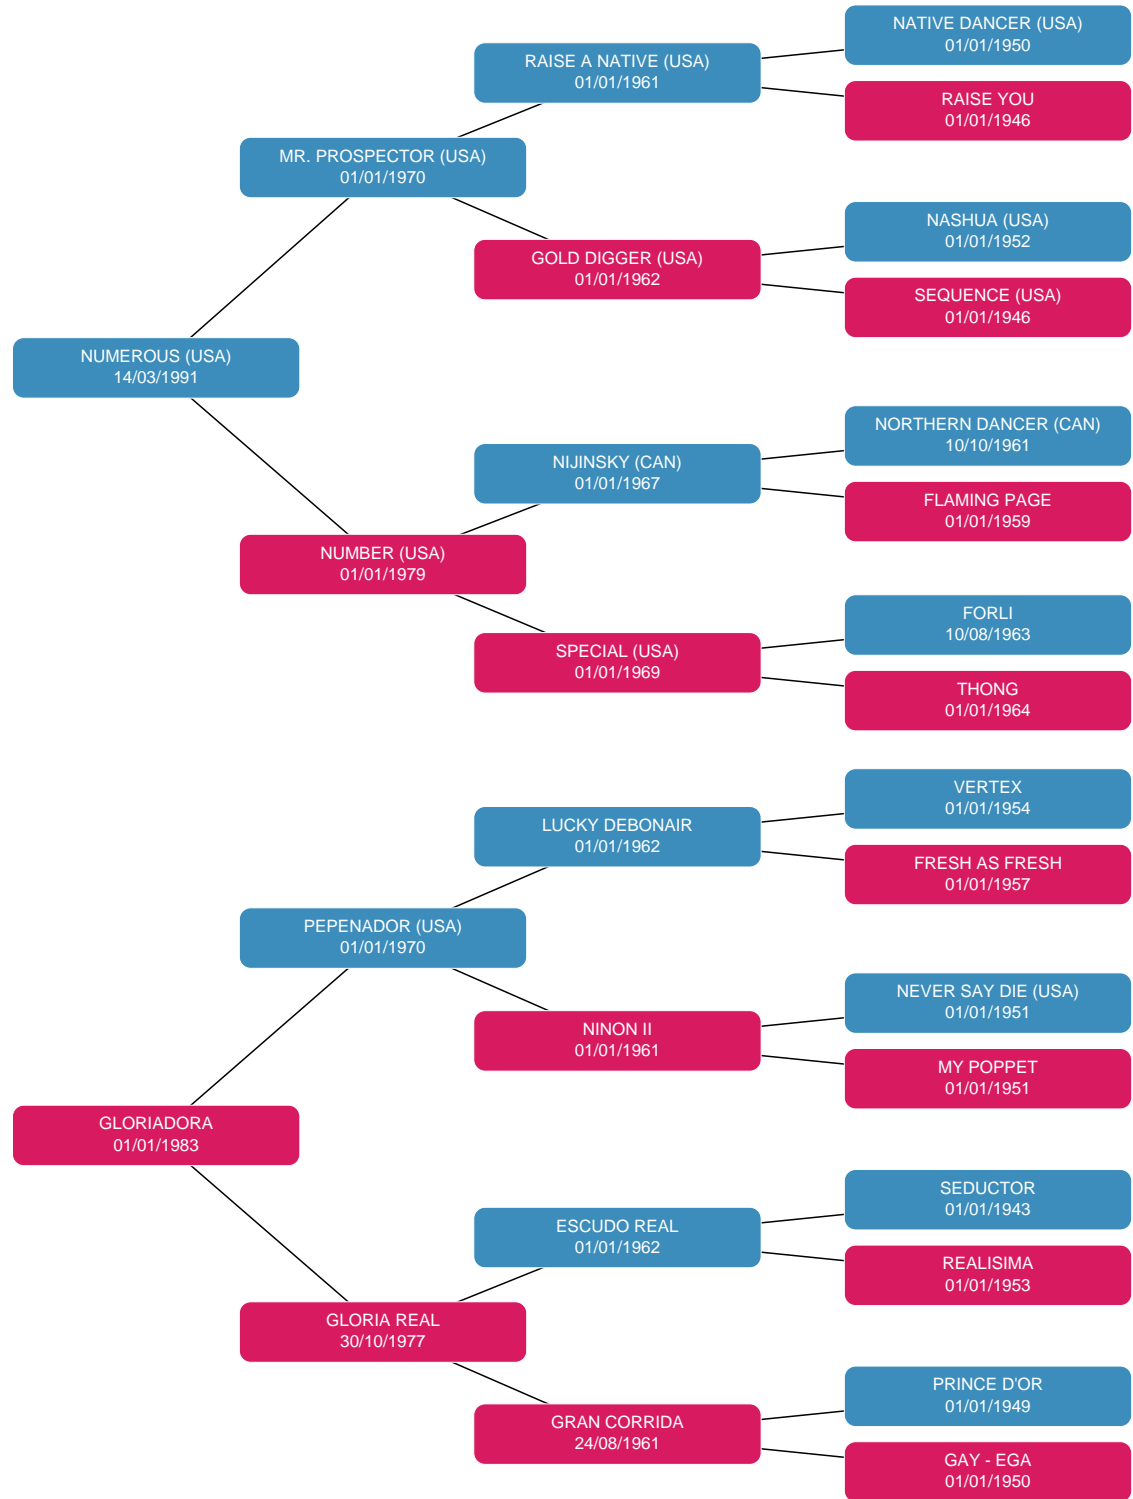 NATIVE DANCER (USA)
01/01/1950
RAISE A NATIVE (USA)
01/01/1961
RAISE YOU
01/01/1946
MR. PROSPECTOR (USA)
01/01/1970
NASHUA (USA)
01/01/1952
GOLD DIGGER (USA)
01/01/1962
SEQUENCE (USA)
01/01/1946
NUMEROUS (USA)
14/03/1991
NORTHERN DANCER (CAN)
10/10/1961
NIJINSKY (CAN)
01/01/1967
FLAMING PAGE
01/01/1959
NUMBER (USA)
01/01/1979
FORLI
10/08/1963
SPECIAL (USA)
01/01/1969
THONG
01/01/1964
VERTEX
01/01/1954
LUCKY DEBONAIR
01/01/1962
FRESH AS FRESH
01/01/1957
PEPENADOR (USA)
01/01/1970
NEVER SAY DIE (USA)
01/01/1951
NINON II
01/01/1961
MY POPPET
01/01/1951
GLORIADORA
01/01/1983
SEDUCTOR
01/01/1943
ESCUDO REAL
01/01/1962
REALISIMA
01/01/1953
GLORIA REAL
30/10/1977
PRINCE D'OR
01/01/1949
GRAN CORRIDA
24/08/1961
GAY - EGA
01/01/1950